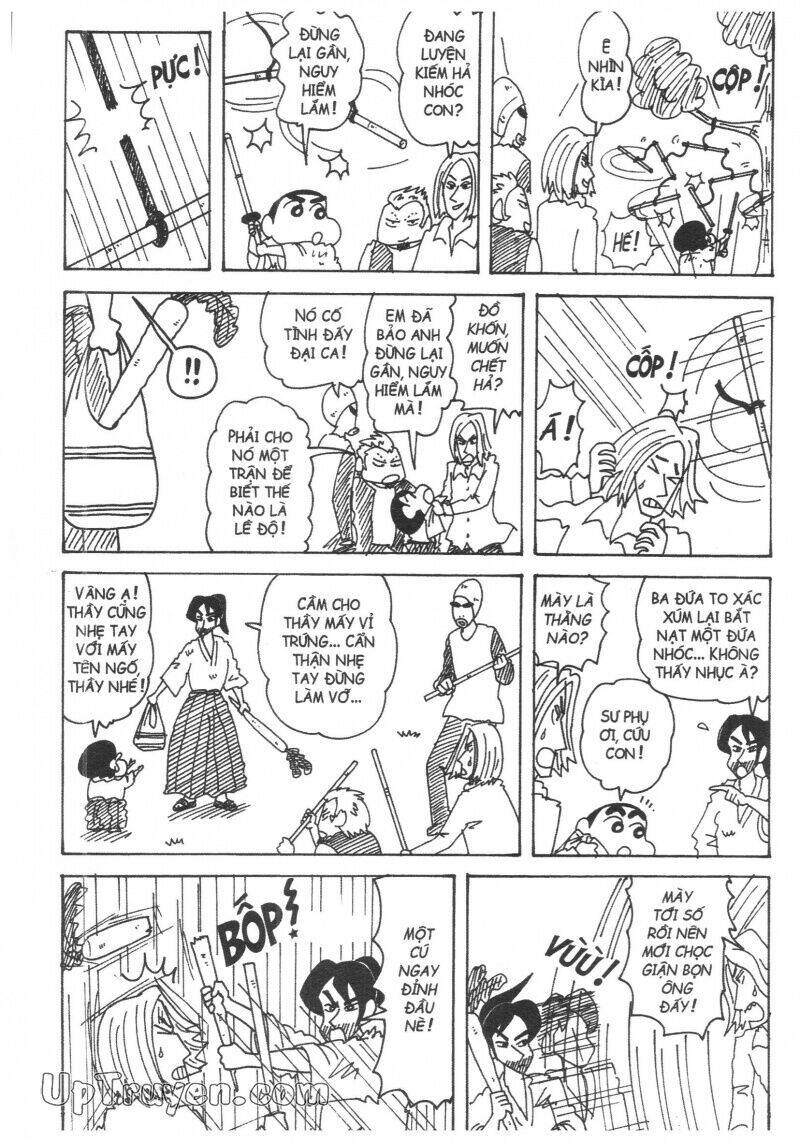 Ê
NHÌN
KÌA!
CỘP!
HẾ!
ĐANG
LUYỆN
KIẾM HẢ
NHÓC
CON?
ĐỪNG
LẠI GẦN,
NGUY
HIỂM
LẮM!
PỰC!
CỐP!
Á!
ĐỒ
KHỐN,
MUỐN
CHẾT
HẢ?
EM ĐÃ
BẢO ANH
ĐỪNG LẠI
GẦN, NGUY
HIỂM LẮM
MÀ!
NÓ CỐ
TÌNH ĐẤY
ĐẠI CA!
PHẢI CHO
NÓ MỘT
TRẬN ĐỂ
BIẾT THẾ
NÀO LÀ
LỄ ĐỘ!
!!
BA ĐỨA TO XÁC
XÚM LẠI BẮT
NẠT MỘT ĐỨA
NHÓC... KHÔNG
THẤY NHỤC À?
MÀY LÀ
THẰNG
NÀO?
SƯ PHỤ
ƠI, CỨU
CON!
CẦM CHO
THẦY MẤY VỈ
TRỨNG... CẨN
THẬN NHẸ
TAY ĐỪNG
LÀM VỠ...
VÂNG Ạ!
THẦY CŨNG
NHẸ TAY
VỚI MẤY
TÊN NGỐ
THẦY NHÉ!
MÀY
TỚI SỐ
RỒI NÊN
MỚI CHỌC
GIẬN BỌN
ÔNG
ĐẤY!
VÙÙ!
MỘT
CÚ
NGAY
ĐỈNH
ĐẦU
NÈ!
BỐP!
UpTruyen.com